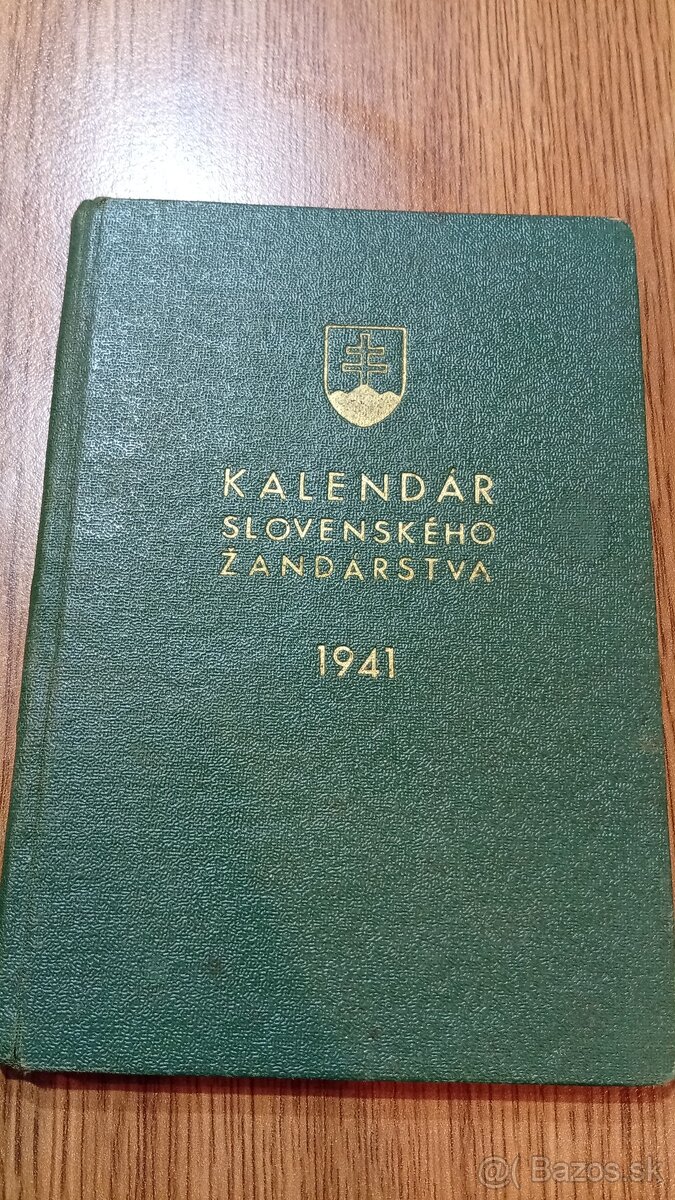 KALENDÁR
SLOVENSKÉHO
ŽANDÁRSTVA
1941
@( Bazos.sk